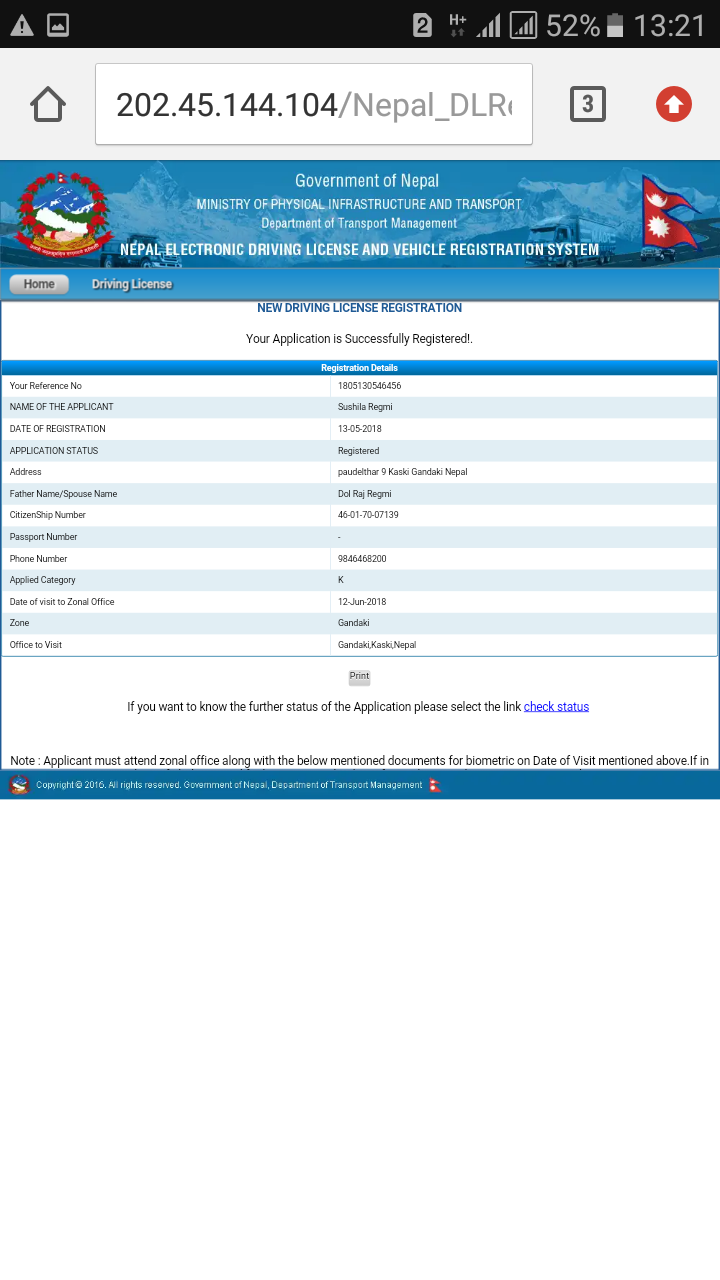 2 H+ 52% 13:21
202.45.144.104/Nepal_DLRe 3
Government of Nepal
MINISTRY OF PHYSICAL INFRASTRUCTURE AND TRANSPORT
Department of Transport Management
NEPAL ELECTRONIC DRIVING LICENSE AND VEHICLE REGISTRATION SYSTEM
Home Driving License
NEW DRIVING LICENSE REGISTRATION
Your Application is Successfully Registered!.
Registration Details
Your Reference No 1805130546456
NAME OF THE APPLICANT Sushila Regmi
DATE OF REGISTRATION 13-05-2018
APPLICATION STATUS Registered
Address paudelthar 9 Kaski Gandaki Nepal
Father Name/Spouse Name Dol Raj Regmi
CitizenShip Number 46-01-70-07139
Passport Number -
Phone Number 9846468200
Applied Category K
Date of visit to Zonal Office 12-Jun-2018
Zone Gandaki
Office to Visit Gandaki,Kaski,Nepal
Print
If you want to know the further status of the Application please select the link check status
Note : Applicant must attend zonal office along with the below mentioned documents for biometric on Date of Visit mentioned above.If in
Copyright © 2016. All rights reserved. Government of Nepal, Department of Transport Management